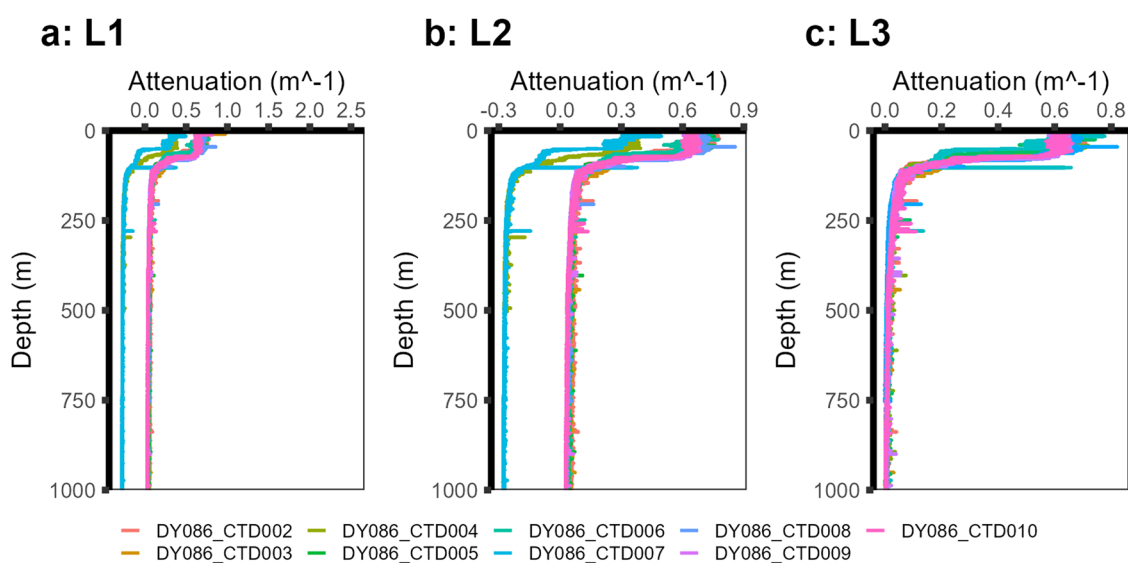 a: L1
b: L2
c: L3
Attenuation (m^-1)
Attenuation (m^-1)
Attenuation (m^-1)
0.0 0.5 1.0 1.5 2.0 2.5
-0.3 0.0 0.3 0.6 0.9
0.0 0.2 0.4 0.6 0.8
0
250
500
750
1000
Depth (m)
0
250
500
750
1000
Depth (m)
0
250
500
750
1000
Depth (m)
DY086_CTD002 DY086_CTD004 DY086_CTD006 DY086_CTD008 DY086_CTD010
DY086_CTD003 DY086_CTD005 DY086_CTD007 DY086_CTD009